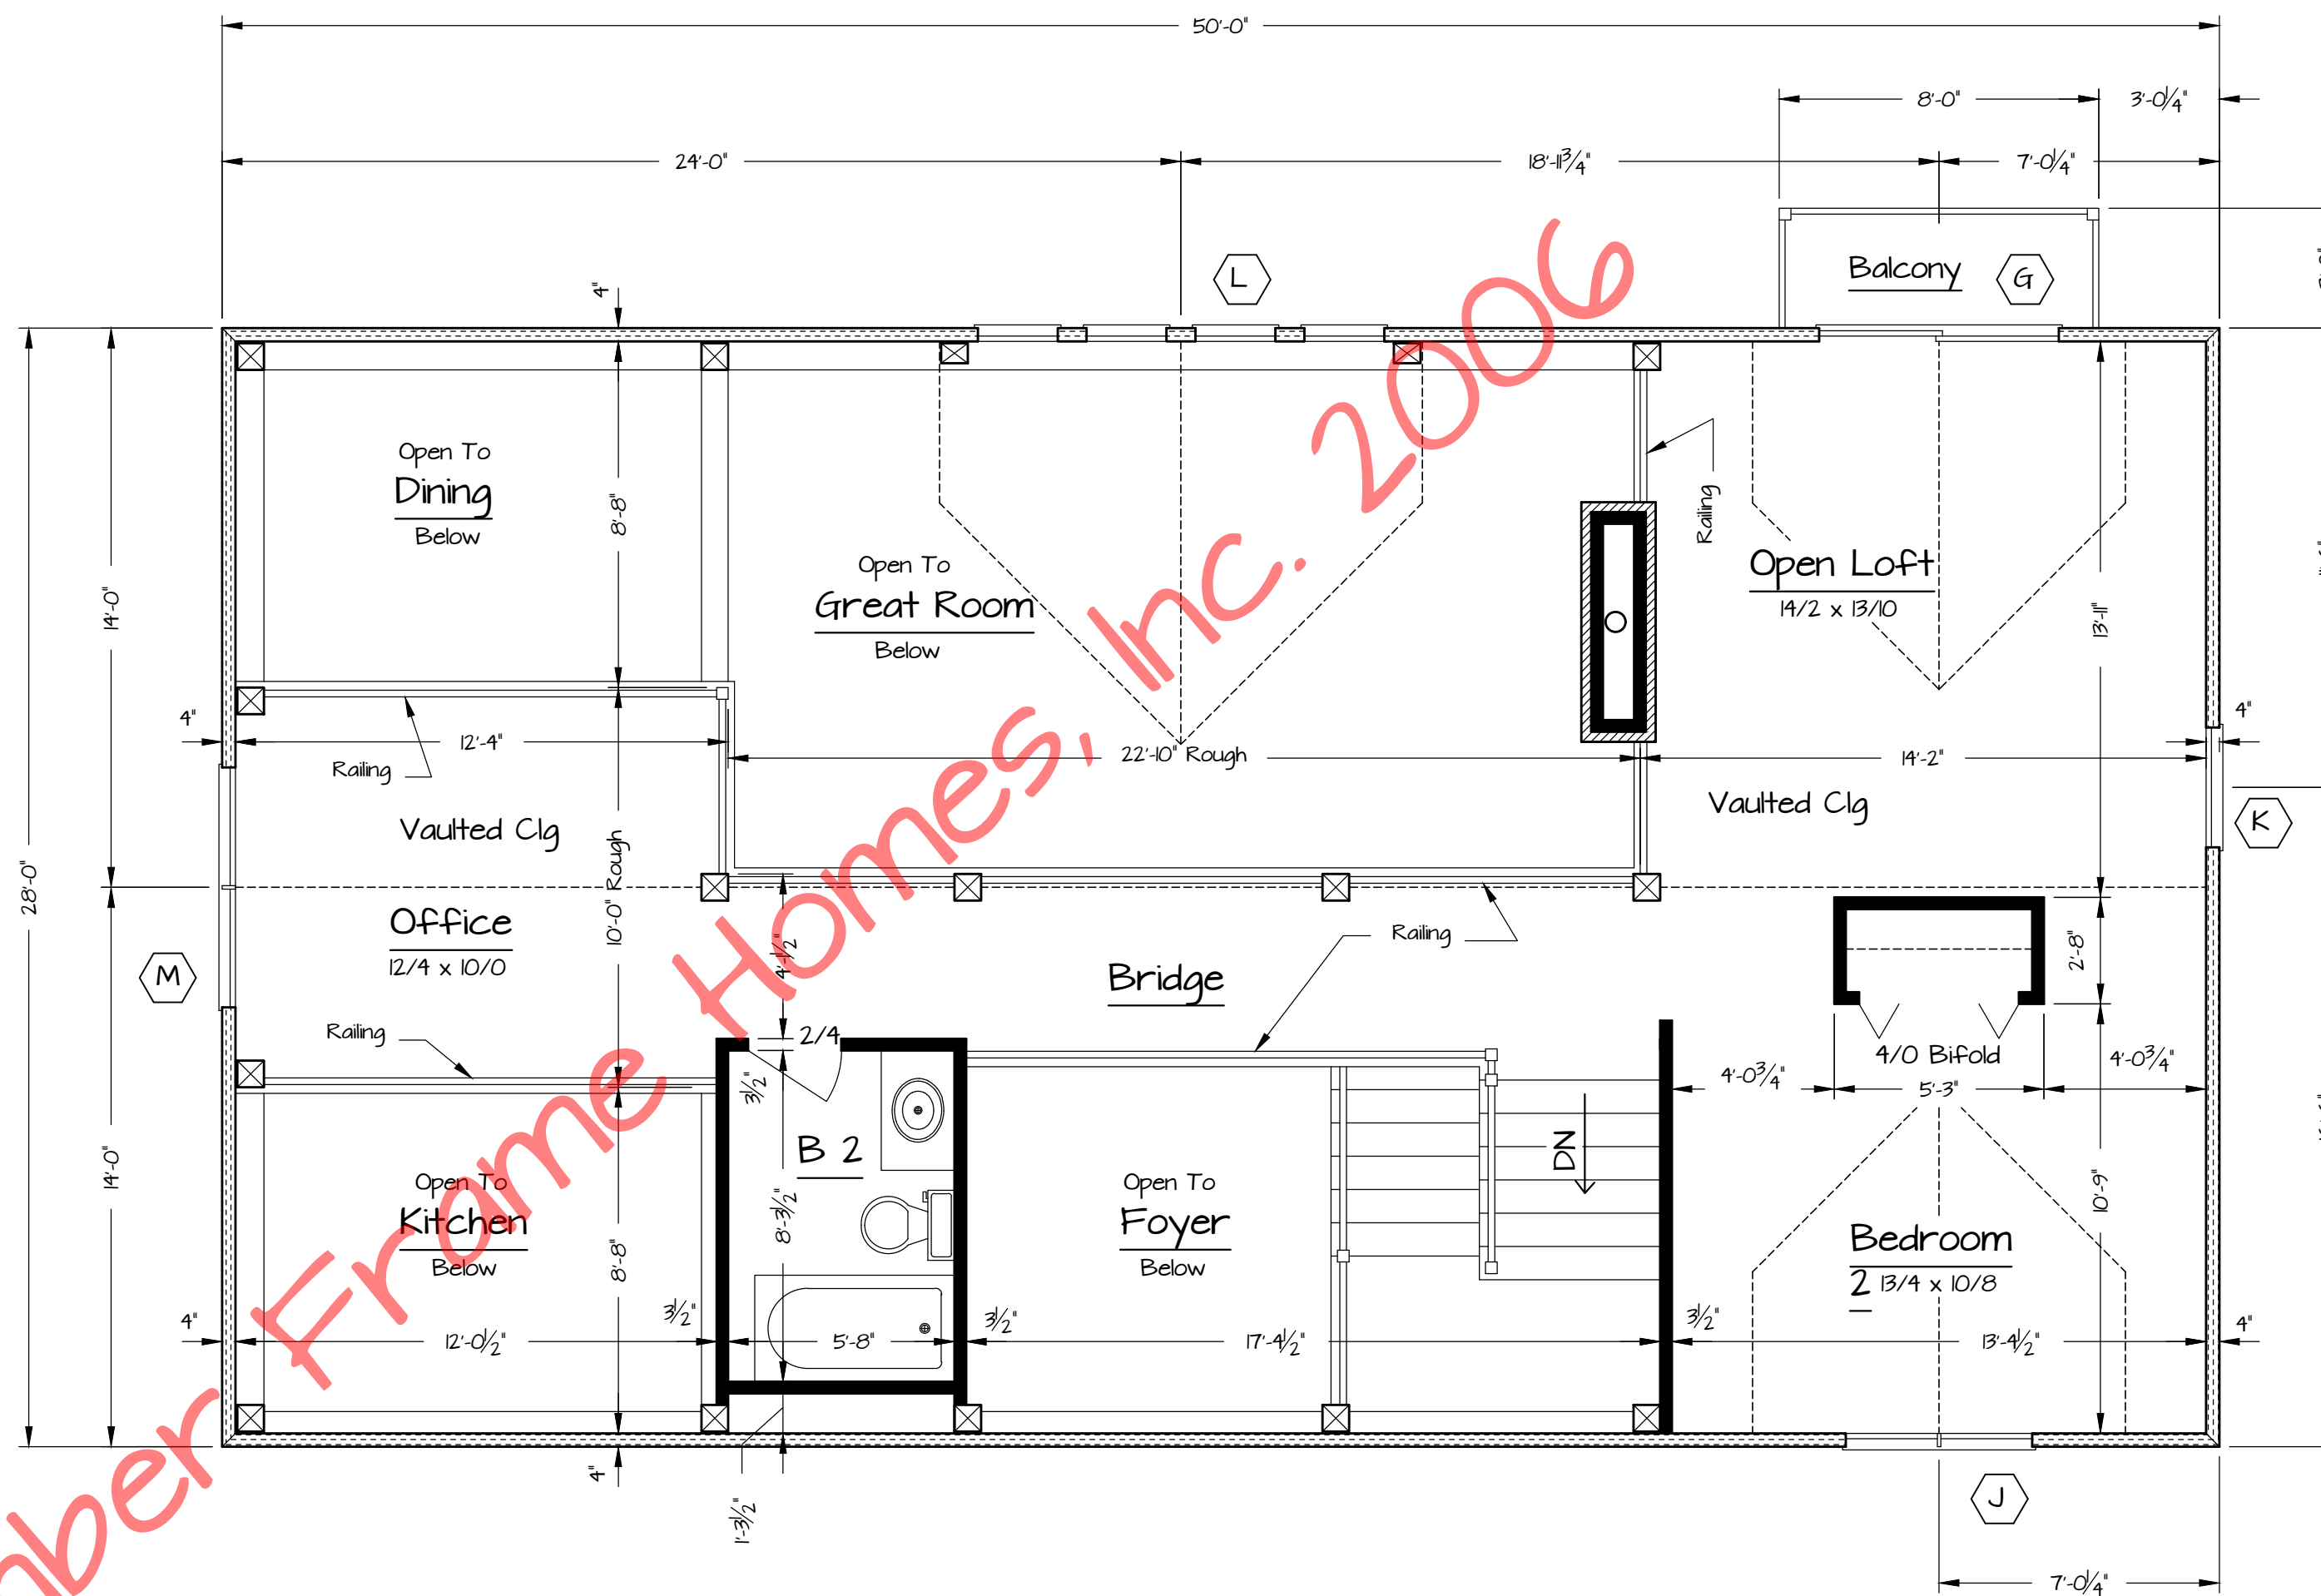 50'-0"
8'-0"
3'-0¼"
24'-0"
18'-11¾"
7'-0¼"
L
Balcony
G
4"
Open To
Dining
Below
8'-8"
Open To
Great Room
Below
Railing
Open Loft
14/2 x 13/10
13'-11"
14'-0"
28'-0"
4"
12'-4"
Railing
22'-10" Rough
14'-2"
4"
Vaulted Clg
Vaulted Clg
K
10'-0" Rough
Office
12/4 x 10/0
M
4'-1½"
Railing
Bridge
2'-8"
Railing
2/4
3½"
4/0 Bifold
4'-0¾"
5'-3"
4'-0¾"
B 2
DN
14'-0"
Open To
Kitchen
Below
8'-8"
8'-3½"
Open To
Foyer
Below
10'-9"
Bedroom
2 13/4 x 10/8
4"
12'-0½"
3½"
5'-8"
3½"
17'-4½"
3½"
13'-4½"
4"
4"
1'-3½"
J
7'-0¼"
Frame Homes, Inc. 2006